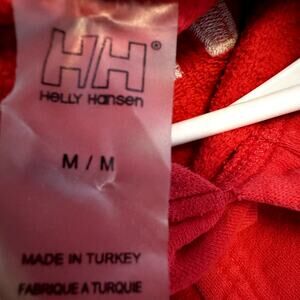 HH®
Helly Hansen
M / M
MADE IN TURKEY
FABRIQUE A TURQUIE